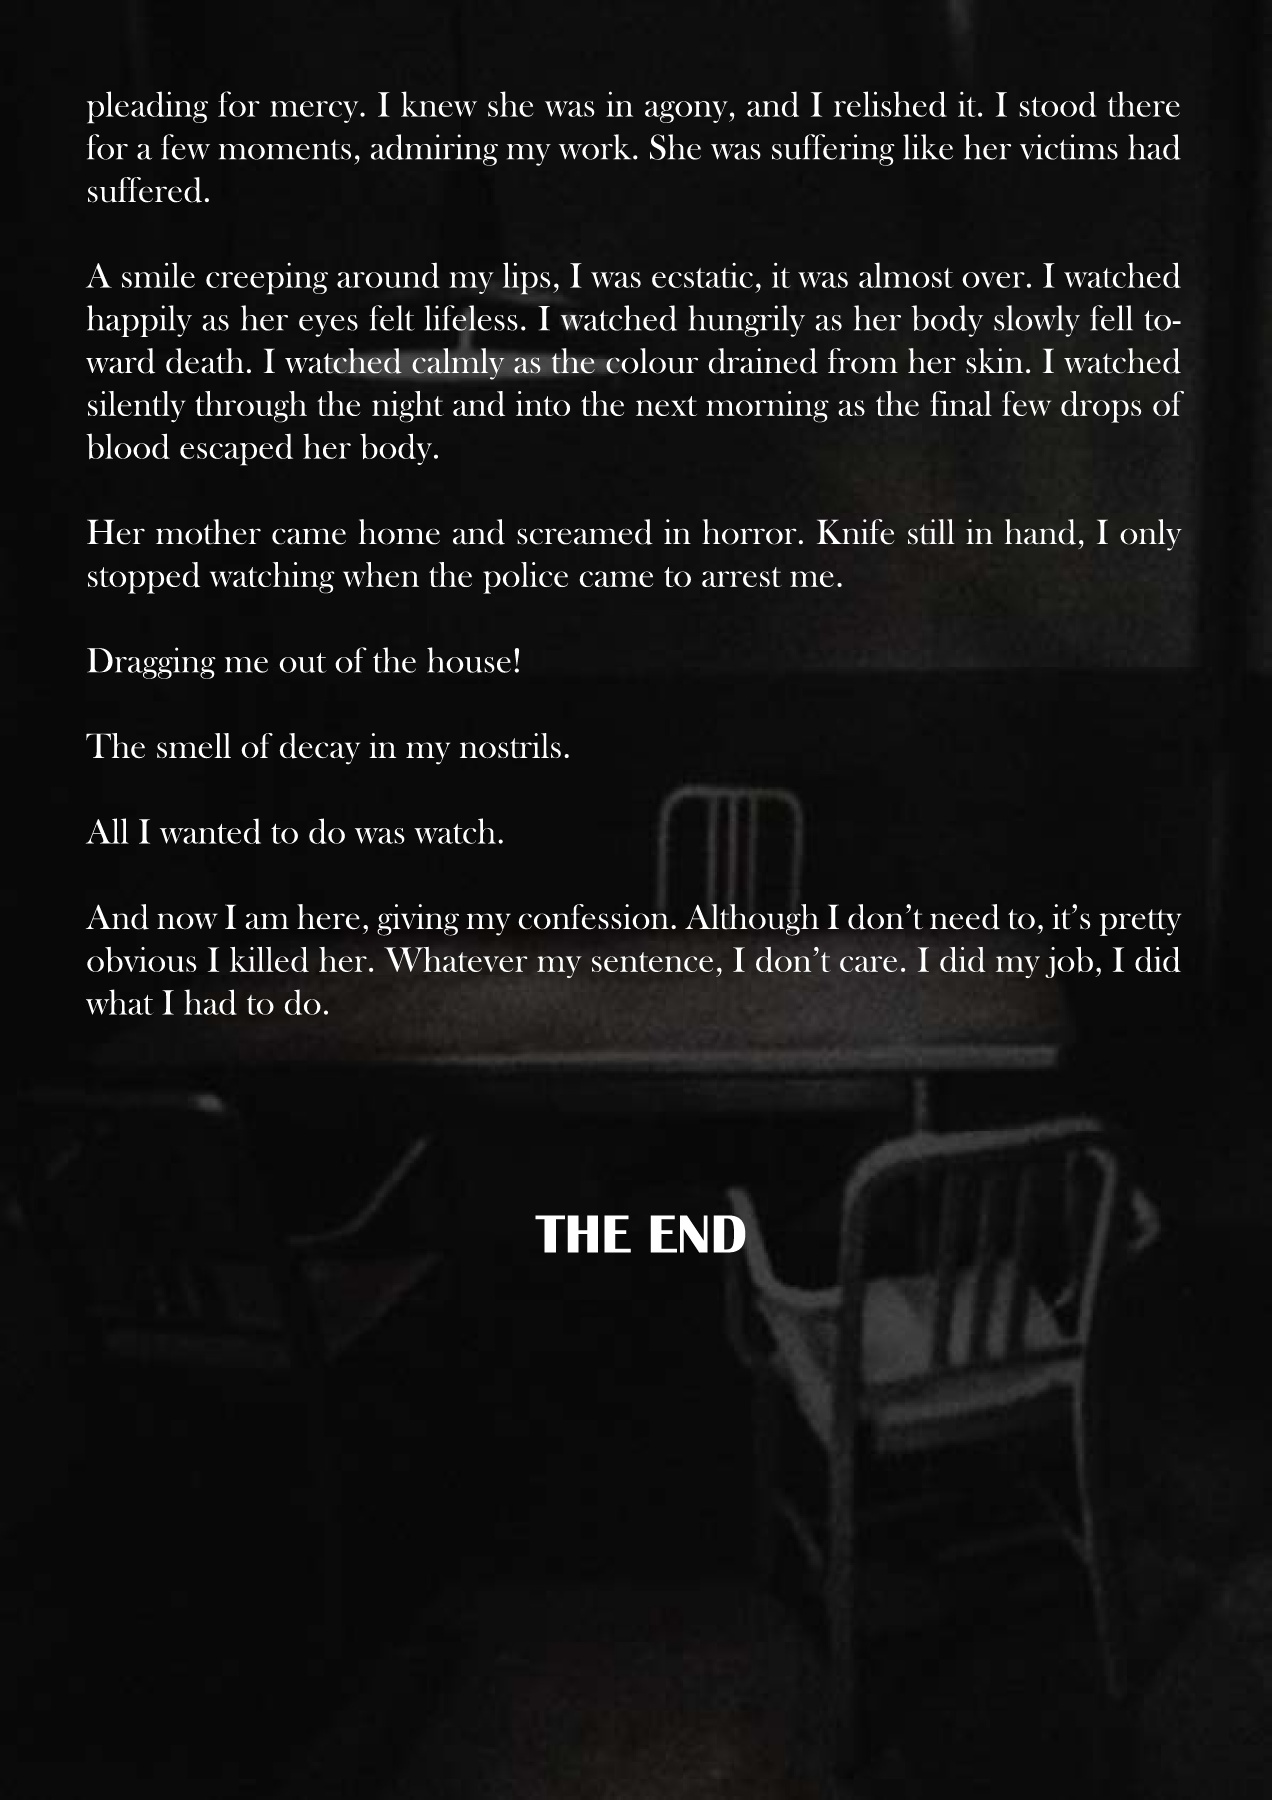 pleading for mercy. I knew she was in agony, and I relished it. I stood there
for a few moments, admiring my work. She was suffering like her victims had
suffered.
A smile creeping around my lips, I was ecstatic, it was almost over. I watched
happily as her eyes felt lifeless. I watched hungrily as her body slowly fell to-
ward death. I watched calmly as the colour drained from her skin. I watched
silently through the night and into the next morning as the final few drops of
blood escaped her body.
Her mother came home and screamed in horror. Knife still in hand, I only
stopped watching when the police came to arrest me.
Dragging me out of the house!
The smell of decay in my nostrils.
All I wanted to do was watch.
And now I am here, giving my confession. Although I don’t need to, it’s pretty
obvious I killed her. Whatever my sentence, I don’t care. I did my job, I did
what I had to do.
THE END